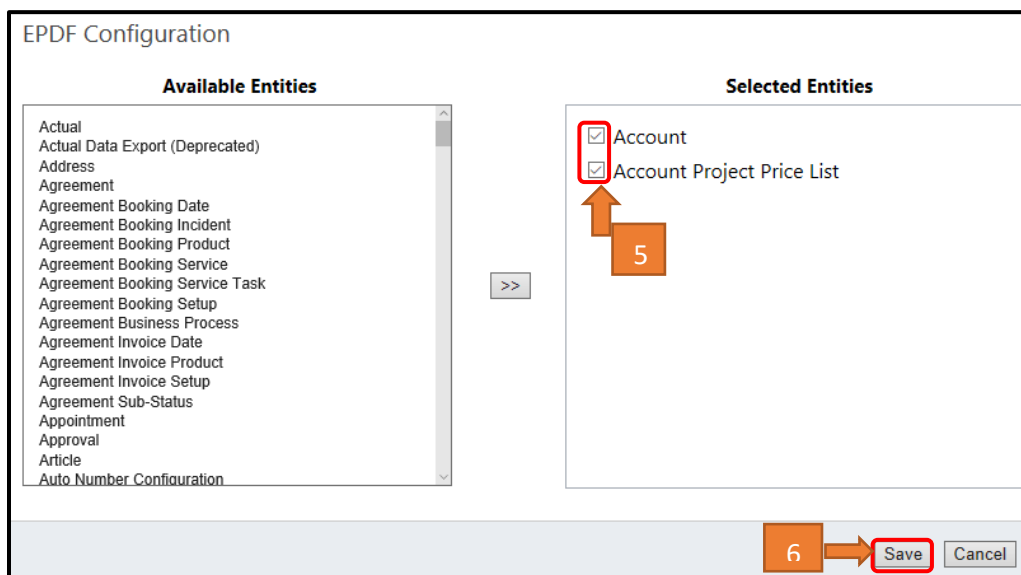 EPDF Configuration
Available Entities
Selected Entities
Actual
Actual Data Export (Deprecated)
Address
Agreement
Agreement Booking Date
Agreement Booking Incident
Agreement Booking Product
Agreement Booking Service
Agreement Booking Service Task
Agreement Booking Setup
Agreement Business Process
Agreement Invoice Date
Agreement Invoice Product
Agreement Invoice Setup
Agreement Sub-Status
Appointment
Approval
Article
Auto Number Configuration
>>
Account
Account Project Price List
5
6
Save
Cancel